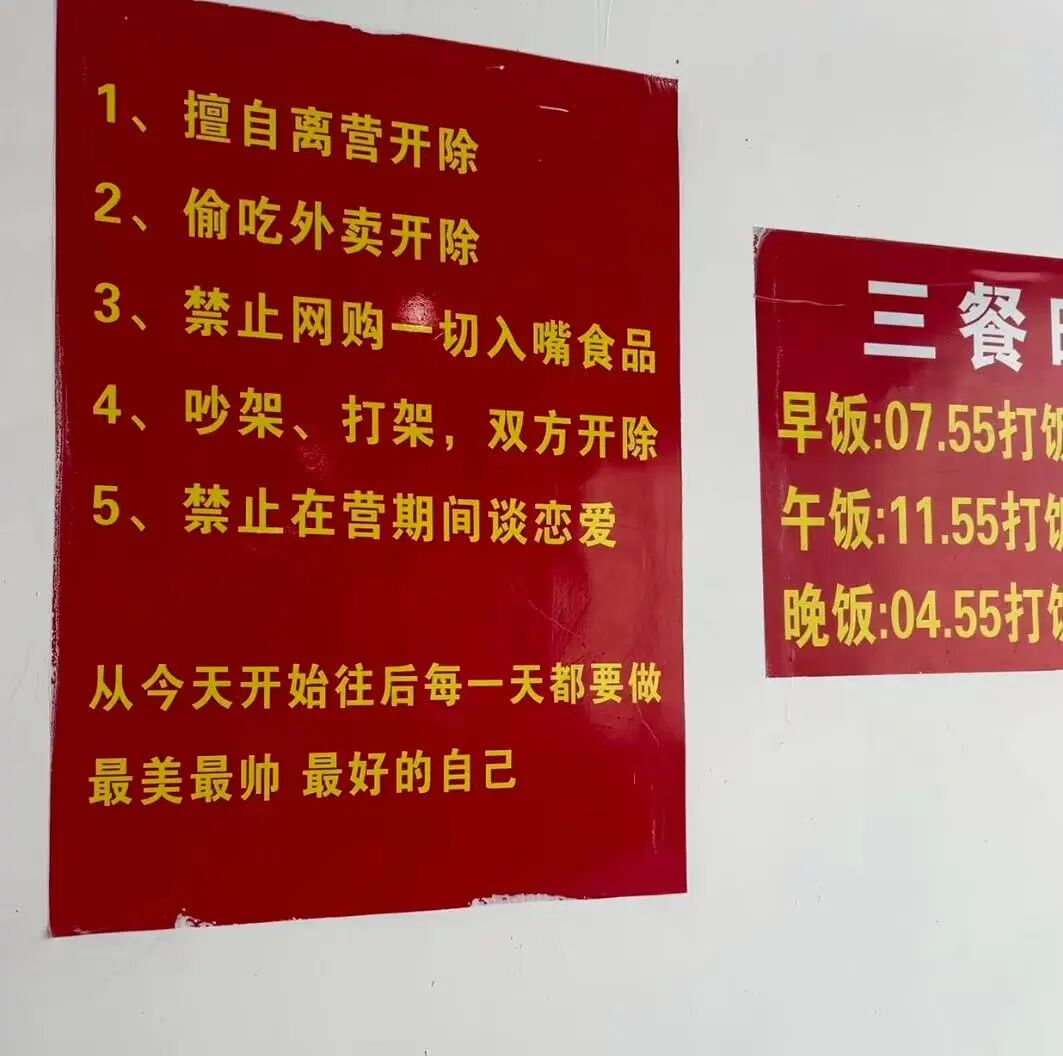 1、擅自离营开除
2、偷吃外卖开除
3、禁止网购一切入嘴食品
4、吵架、打架，双方开除
5、禁止在营期间谈恋爱
从今天开始往后每一天都要做
最美最帅 最好的自己
三餐
早饭:07.55打饭
午饭:11.55打饭
晚饭:04.55打饭